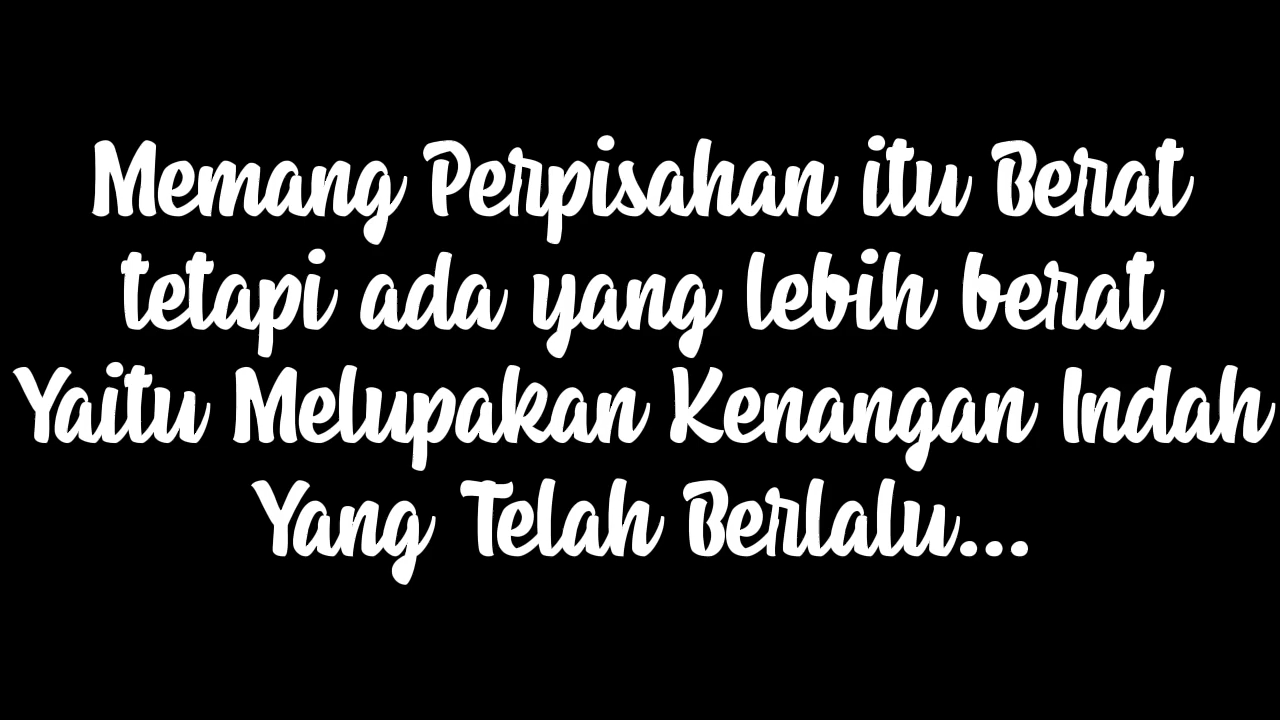 Memang Perpisahan itu Berat
tetapi ada yang lebih berat
Yaitu Melupakan Kenangan Indah
Yang Telah Berlalu...